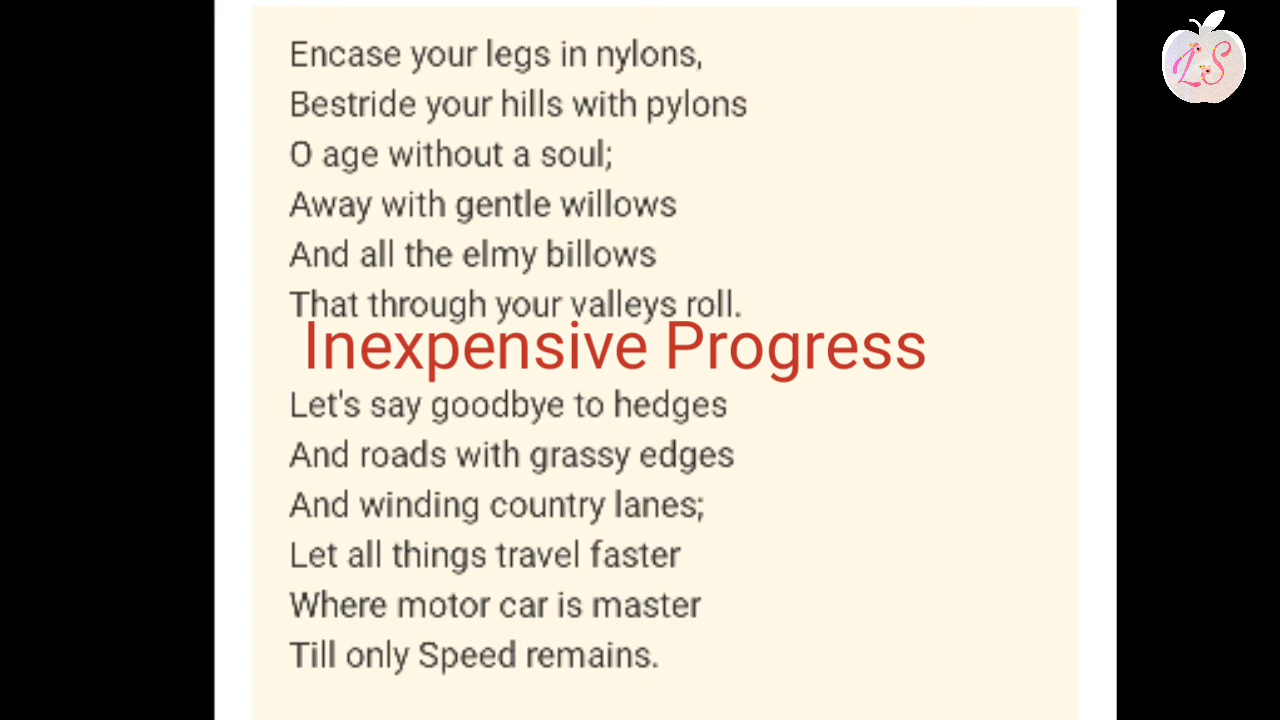 Encase your legs in nylons,
Bestride your hills with pylons
O age without a soul;
Away with gentle willows
And all the elmy billows
That through your valleys roll.
Inexpensive Progress
Let's say goodbye to hedges
And roads with grassy edges
And winding country lanes;
Let all things travel faster
Where motor car is master
Till only Speed remains.
LS